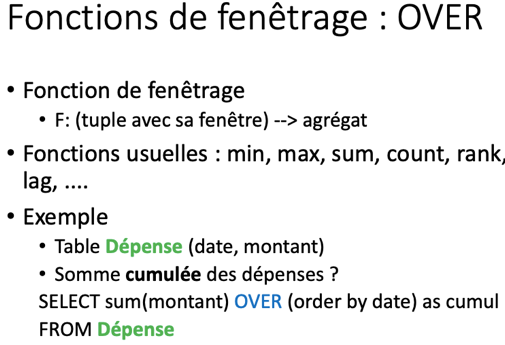 Fonctions de fenêtrage : OVER
• Fonction de fenêtrage
• F: (tuple avec sa fenêtre) --> agrégat
• Fonctions usuelles : min, max, sum, count, rank,
lag, ....
• Exemple
• Table Dépense (date, montant)
• Somme cumulée des dépenses ?
SELECT sum(montant) OVER (order by date) as cumul
FROM Dépense